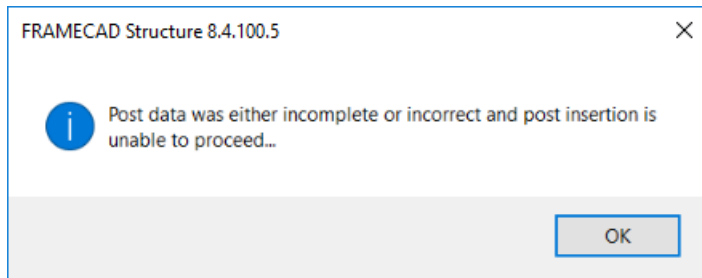 FRAMECAD Structure 8.4.100.5
Post data was either incomplete or incorrect and post insertion is
unable to proceed...
OK